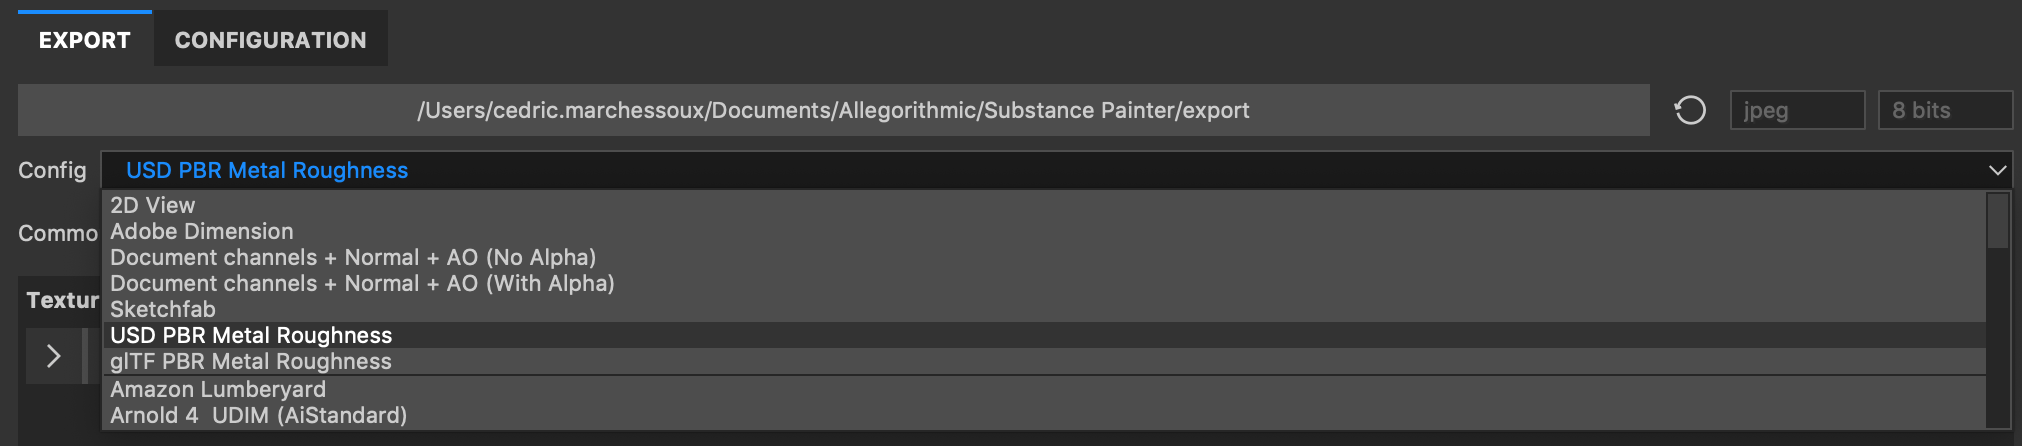 EXPORT CONFIGURATION
/Users/cedric.marchessoux/Documents/Allegorithmic/Substance Painter/export jpeg 8 bits
Config USD PBR Metal Roughness
2D View
Commo Adobe Dimension
Document channels + Normal + AO (No Alpha)
Document channels + Normal + AO (With Alpha)
Textur Sketchfab
USD PBR Metal Roughness
glTF PBR Metal Roughness
Amazon Lumberyard
Arnold 4  UDIM (AiStandard)